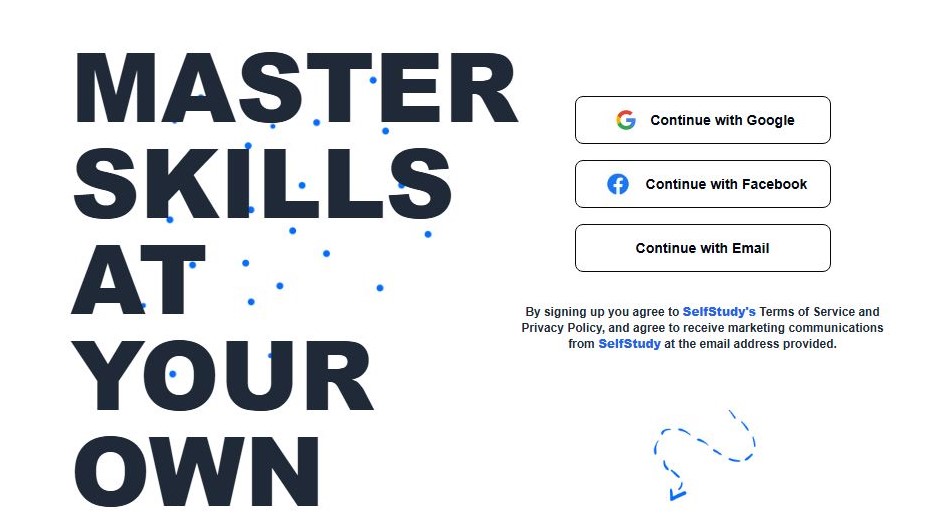 MASTER
SKILLS
AT
YOUR
OWN
Continue with Google
Continue with Facebook
Continue with Email
By signing up you agree to SelfStudy's Terms of Service and
Privacy Policy, and agree to receive marketing communications
from SelfStudy at the email address provided.